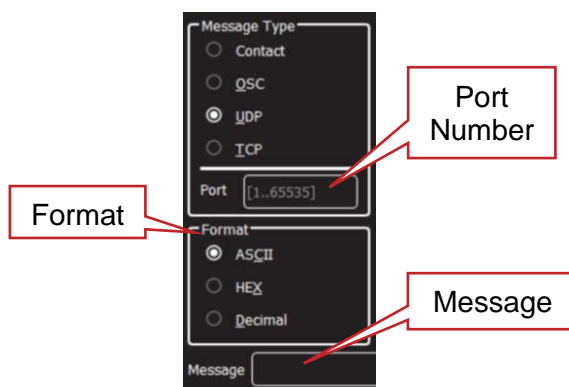 Message Type
Contact
OSC
UDP
TCP
Port [1..65535]
Port
Number
Format
Format
ASCII
HEX
Decimal
Message
Message